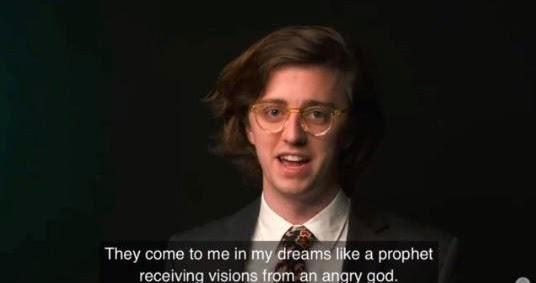 They come to me in my dreams like a prophet
receiving visions from an angry god.